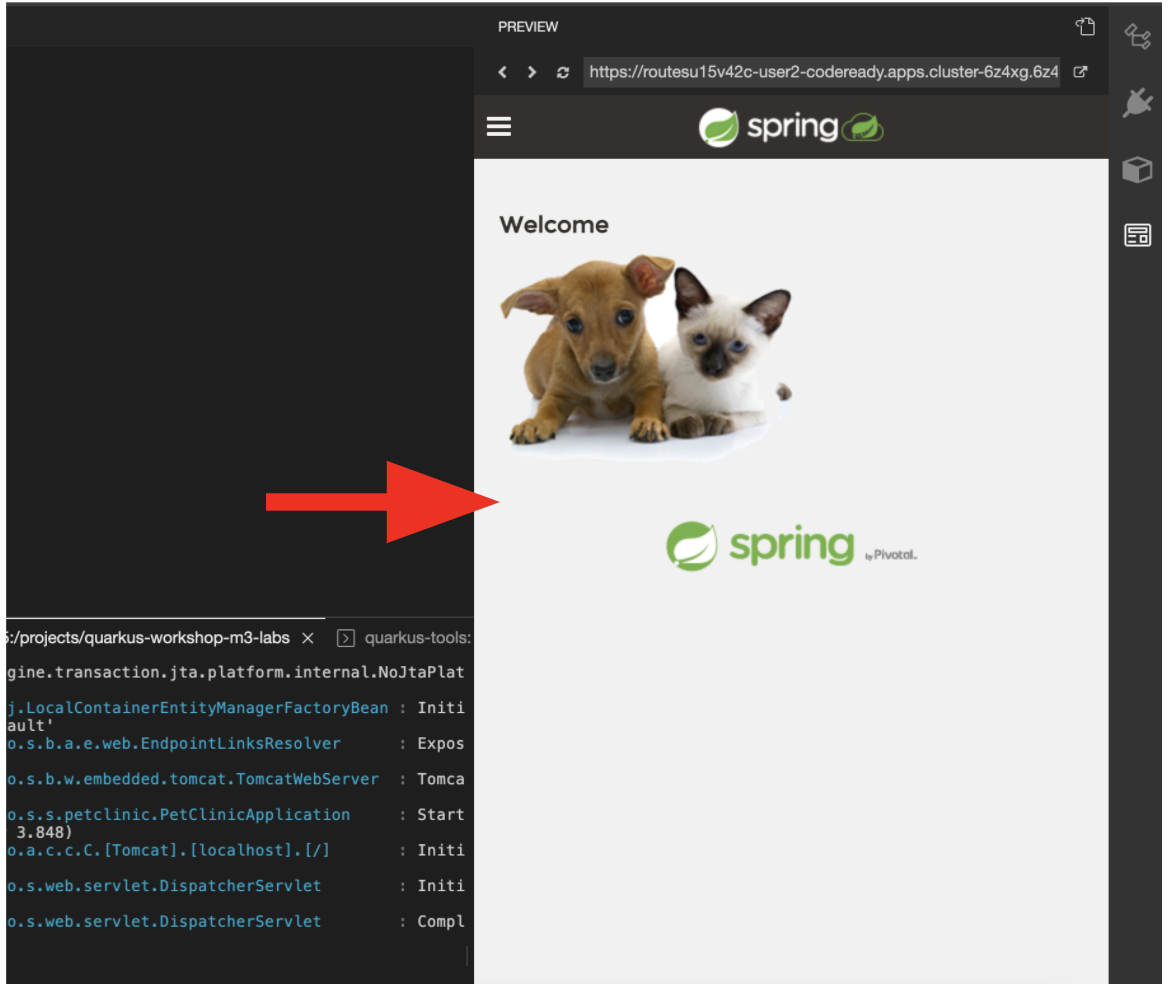 PREVIEW
https://routesu15v42c-user2-codeready.apps.cluster-6z4xg.6z4
spring
Welcome
spring by Pivotal.
:/projects/quarkus-workshop-m3-labs × quarkus-tools:
gine.transaction.jta.platform.internal.NoJtaPlat
j.LocalContainerEntityManagerFactoryBean : Initi
ault'
o.s.b.a.e.web.EndpointLinksResolver : Expos
o.s.b.w.embedded.tomcat.TomcatWebServer : Tomca
o.s.s.petclinic.PetClinicApplication : Start
3.848)
o.a.c.c.C.[Tomcat].[localhost].[/] : Initi
o.s.web.servlet.DispatcherServlet : Initi
o.s.web.servlet.DispatcherServlet : Compl